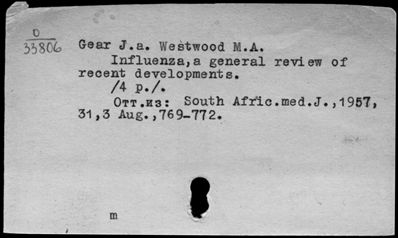 О
33806
Gear J.a. Westwood M.A.
Influenza,a general review of
recent developments.
/4 p./.
Отт.из: South Afric.med.J.,1957,
31,3 Aug.,769-772.
m